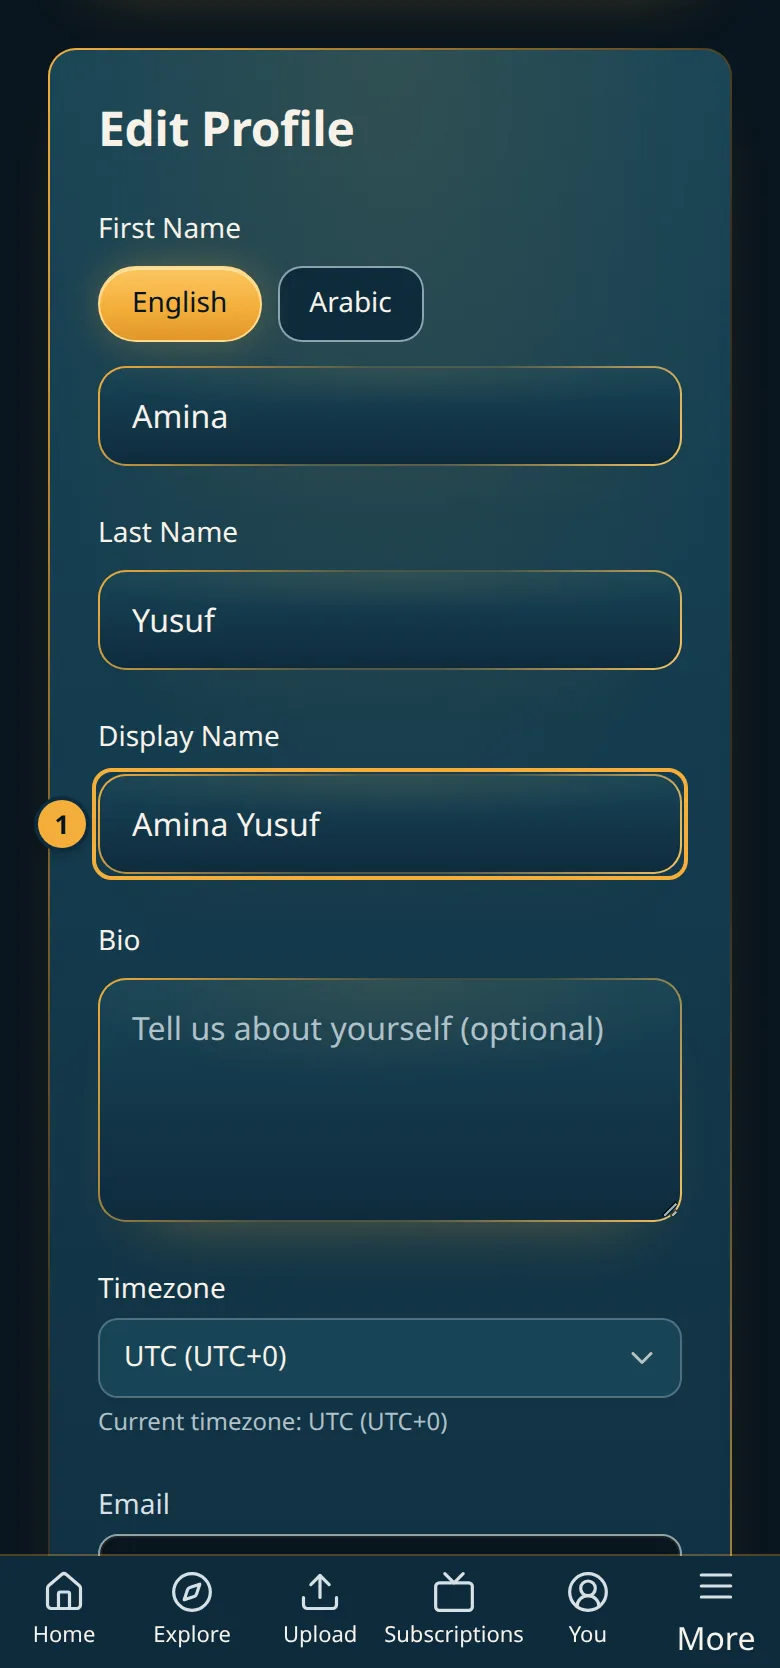 Edit Profile
First Name
English
Arabic
Amina
Last Name
Yusuf
Display Name
1
Amina Yusuf
Bio
Tell us about yourself (optional)
Timezone
UTC (UTC+0)
Current timezone: UTC (UTC+0)
Email
Home
Explore
Upload
Subscriptions
You
More